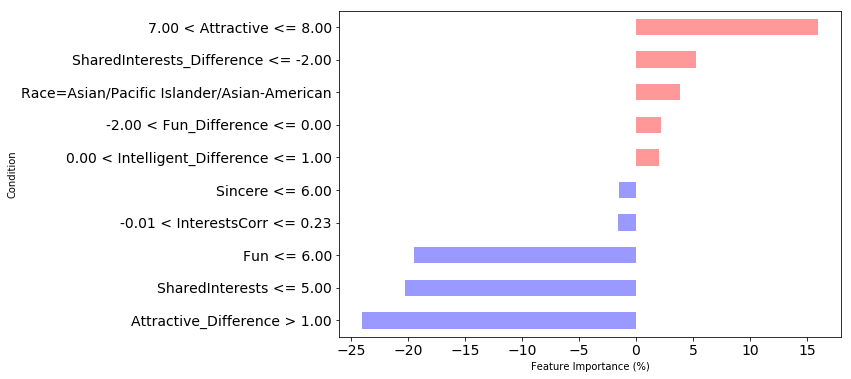 7.00 < Attractive <= 8.00
SharedInterests_Difference <= -2.00
Race=Asian/Pacific Islander/Asian-American
-2.00 < Fun_Difference <= 0.00
0.00 < Intelligent_Difference <= 1.00
Sincere <= 6.00
-0.01 < InterestsCorr <= 0.23
Fun <= 6.00
SharedInterests <= 5.00
Attractive_Difference > 1.00
Condition
−25 −20 −15 −10 −5 0 5 10 15
Feature Importance (%)